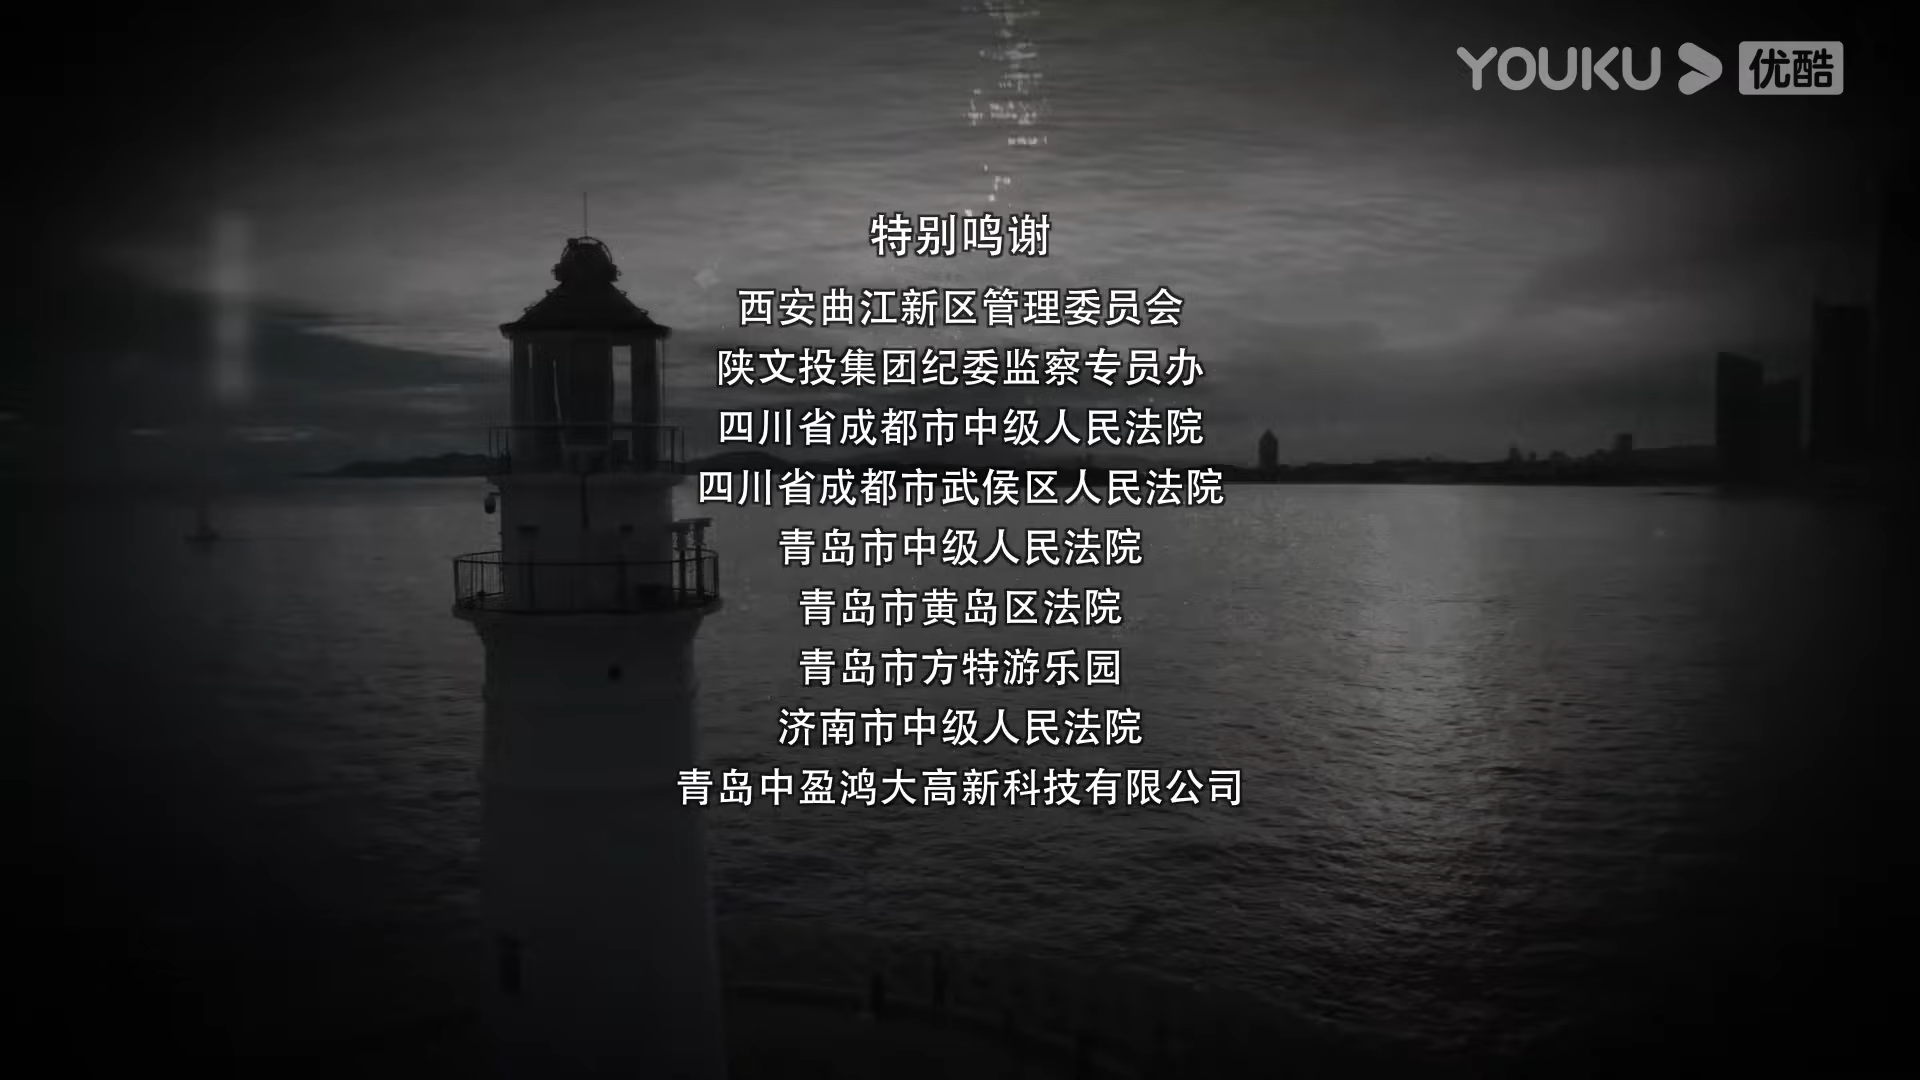 YOUKU 优酷
特别鸣谢
西安曲江新区管理委员会
陕文投集团纪委监察专员办
四川省成都市中级人民法院
四川省成都市武侯区人民法院
青岛市中级人民法院
青岛市黄岛区法院
青岛市方特游乐园
济南市中级人民法院
青岛中盈鸿大高新科技有限公司